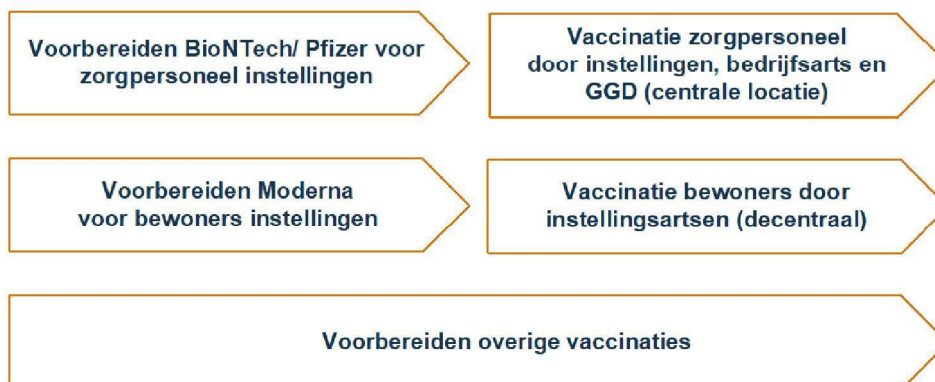 Voorbereiden BioNTech/ Pfizer voor
zorgpersoneel instellingen
Vaccinatie zorgpersoneel
door instellingen, bedrijfsarts en
GGD (centrale locatie)
Voorbereiden Moderna
voor bewoners instellingen
Vaccinatie bewoners door
instellingsartsen (decentraal)
Voorbereiden overige vaccinaties